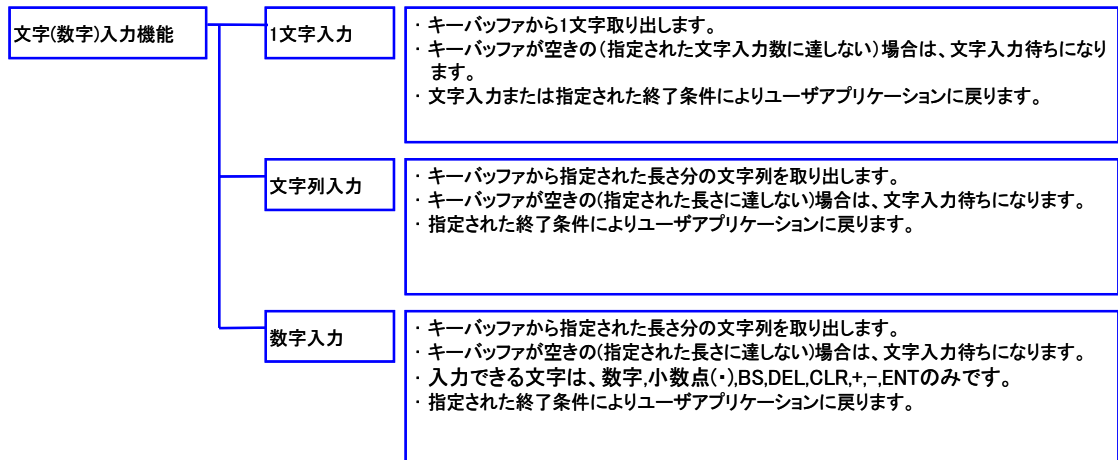 文字(数字)入力機能
1文字入力
・キーバッファから1文字取り出します。
・キーバッファが空きの(指定された文字入力数に達しない)場合は、文字入力待ちになり
ます。
・文字入力または指定された終了条件によりユーザアプリケーションに戻ります。
文字列入力
・キーバッファから指定された長さ分の文字列を取り出します。
・キーバッファが空きの(指定された長さに達しない)場合は、文字入力待ちになります。
・指定された終了条件によりユーザアプリケーションに戻ります。
数字入力
・キーバッファから指定された長さ分の文字列を取り出します。
・キーバッファが空きの(指定された長さに達しない)場合は、文字入力待ちになります。
・入力できる文字は、数字,小数点(・),BS,DEL,CLR,+,-,ENTのみです。
・指定された終了条件によりユーザアプリケーションに戻ります。